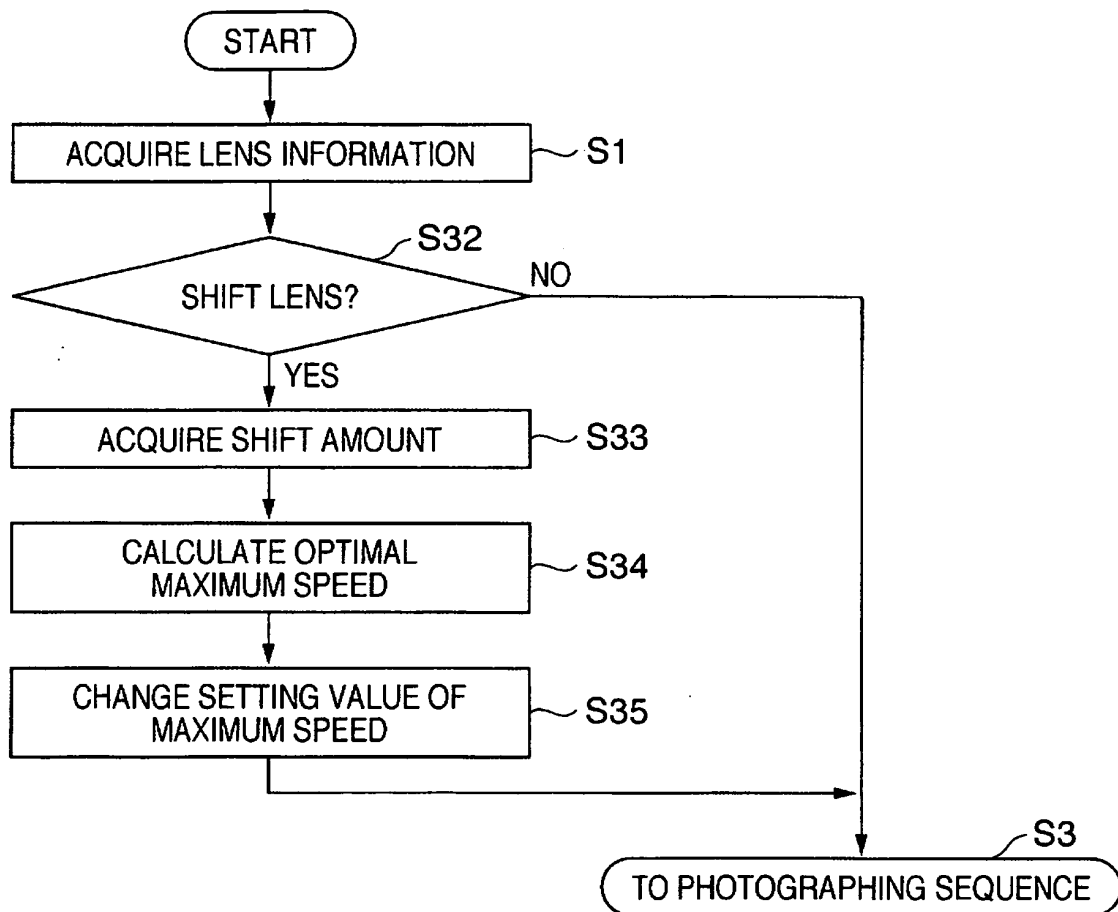 START
ACQUIRE LENS INFORMATION
S1
S32
SHIFT LENS?
NO
YES
ACQUIRE SHIFT AMOUNT
S33
CALCULATE OPTIMAL
MAXIMUM SPEED
S34
CHANGE SETTING VALUE OF
MAXIMUM SPEED
S35
S3
TO PHOTOGRAPHING SEQUENCE